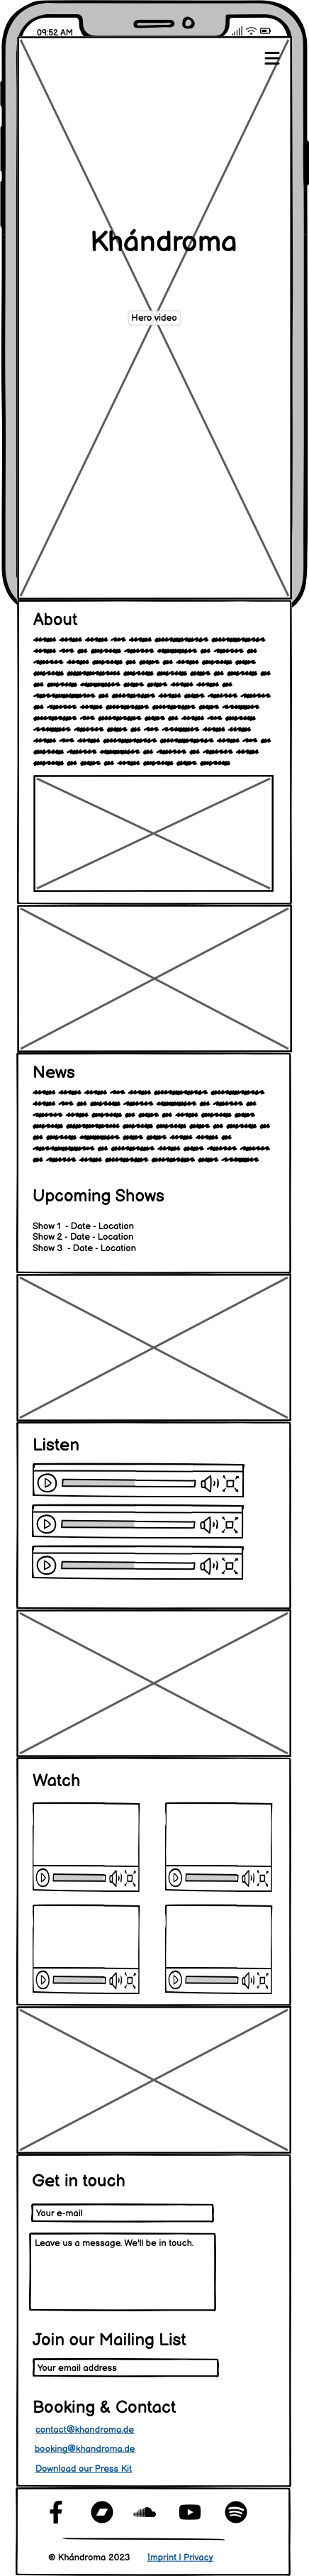 09:52 AM
Khándroma
Hero video
About
News
Upcoming Shows
Show 1 - Date - Location
Show 2 - Date - Location
Show 3 - Date - Location
Listen
Watch
Get in touch
Your e-mail
Leave us a message. We'll be in touch.
Join our Mailing List
Your email address
Booking & Contact
contact@khandroma.de
booking@khandroma.de
Download our Press Kit
© Khándroma 2023 Imprint | Privacy